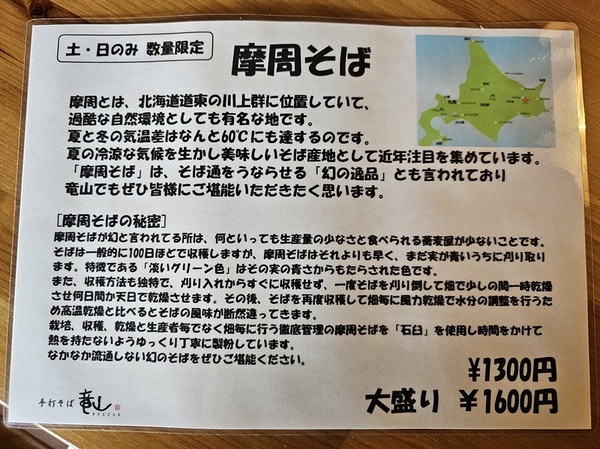 土・日のみ 数量限定
摩周そば
摩周とは、北海道道東の川上群に位置していて、
過酷な自然環境としても有名な地です。
夏と冬の気温差はなんと60℃にも達するのです。
夏の冷涼な気候を生かし美味しいそば産地として近年注目を集めています。
「摩周そば」は、そば通をうならせる「幻の逸品」とも言われており
竜山でもぜひ皆様にご堪能いただきたく思います。
[摩周そばの秘密]
摩周そばが幻と言われてる所は、何といっても生産量の少なさと食べられる蕎麦屋が少ないことです。
そばは一般的に100日ほどで収穫しますが、摩周そばはそれよりも早く、まだ実が青いうちに刈り取り
ます。特徴である「淡いグリーン色」はその実の青さからもたらされた色です。
また、収穫方法も独特で、刈り入れからすぐに収穫せず、一度そばを刈り倒して畑で少しの間一時乾燥
させ何日間か天日で乾燥させます。その後、そばを再度収穫して畑毎に風力乾燥で水分の調整を行うた
め高温乾燥と比べるとそばの風味が断然違ってきます。
栽培、収穫、乾燥と生産者毎でなく畑毎に行う徹底管理の摩周そばを「石臼」を使用し時間をかけて
熱を持たないようゆっくり丁寧に製粉しています。
なかなか流通しない幻のそばをぜひご堪能ください。
¥1300円
大盛り ¥1600円
手打そば 竜山
RYUZAN